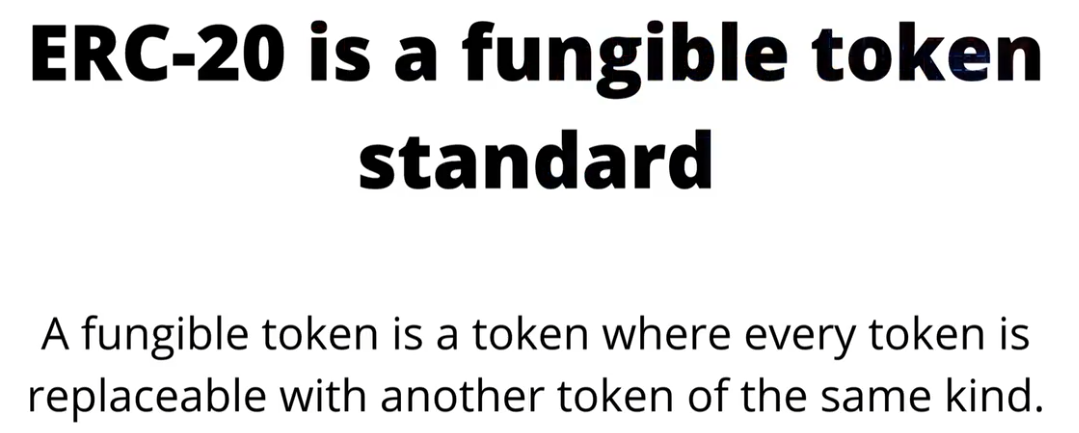 ERC-20 is a fungible token
standard
A fungible token is a token where every token is
replaceable with another token of the same kind.